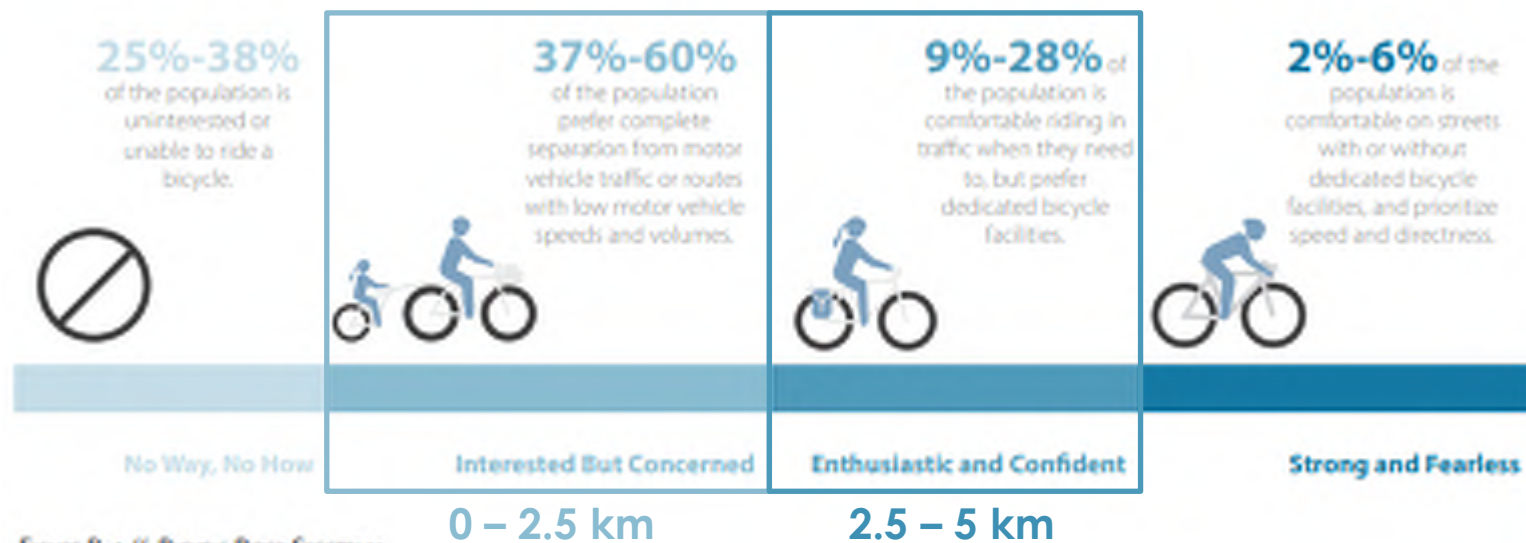 25%-38%
of the population is
uninterested or
unable to ride a
bicycle.
37%-60%
of the population
prefer complete
separation from motor
vehicle traffic or routes
with low motor vehicle
speeds and volumes.
9%-28% of
the population is
comfortable riding in
traffic when they need
to, but prefer
dedicated bicycle
facilities.
2%-6% of the
population is
comfortable on streets
with or without
dedicated bicycle
facilities, and prioritize
speed and directness.
No Way, No How
Interested But Concerned
Enthusiastic and Confident
Strong and Fearless
0 – 2.5 km
2.5 – 5 km